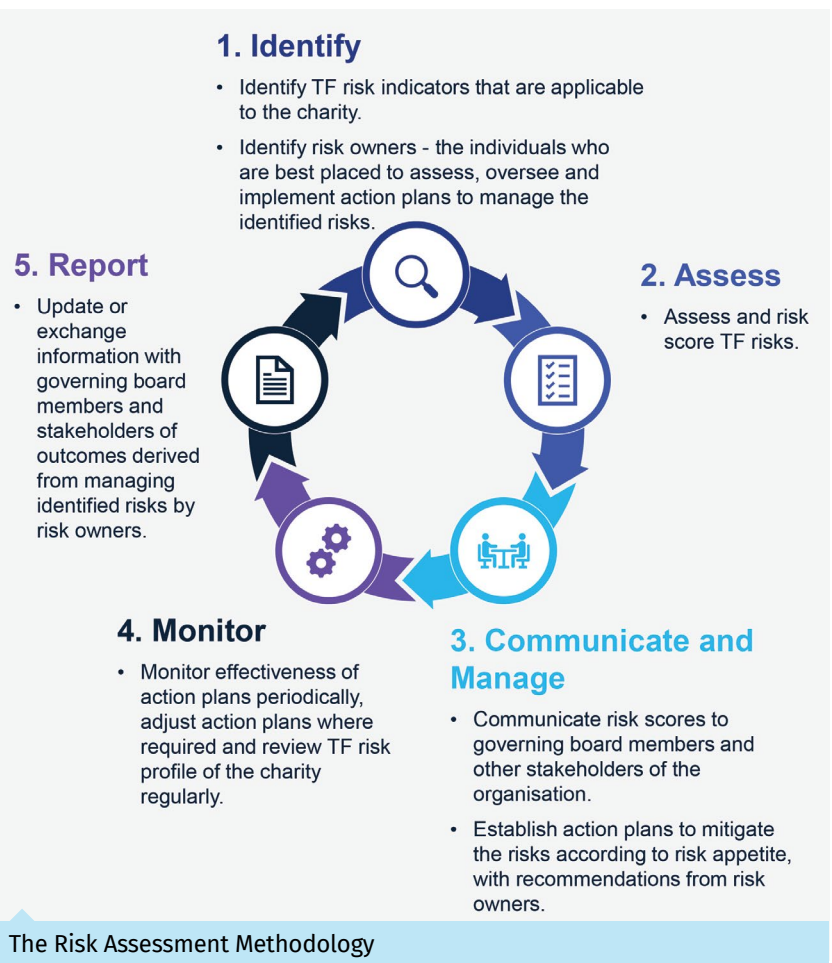 1. Identify
• Identify TF risk indicators that are applicable
to the charity.
• Identify risk owners - the individuals who
are best placed to assess, oversee and
implement action plans to manage the
identified risks.
2. Assess
• Assess and risk
score TF risks.
3. Communicate and
Manage
• Communicate risk scores to
governing board members and
other stakeholders of the
organisation.
• Establish action plans to mitigate
the risks according to risk appetite,
with recommendations from risk
owners.
4. Monitor
• Monitor effectiveness of
action plans periodically,
adjust action plans where
required and review TF risk
profile of the charity
regularly.
5. Report
• Update or
exchange
information with
governing board
members and
stakeholders of
outcomes derived
from managing
identified risks by
risk owners.
The Risk Assessment Methodology